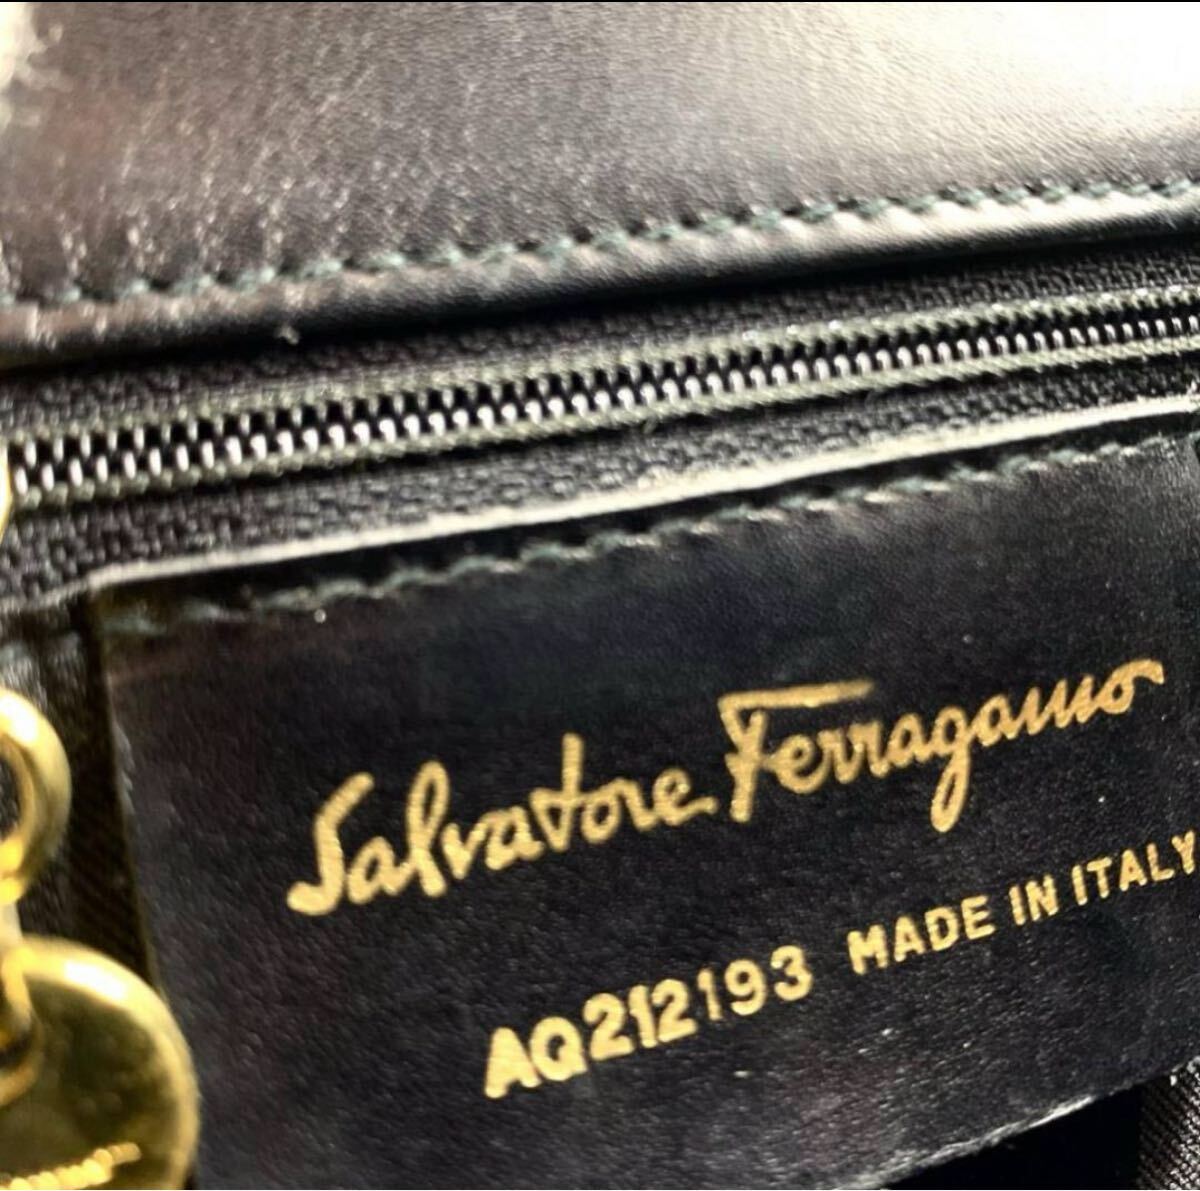 Salvatore Ferragamo
AQ212193 MADE IN ITALY